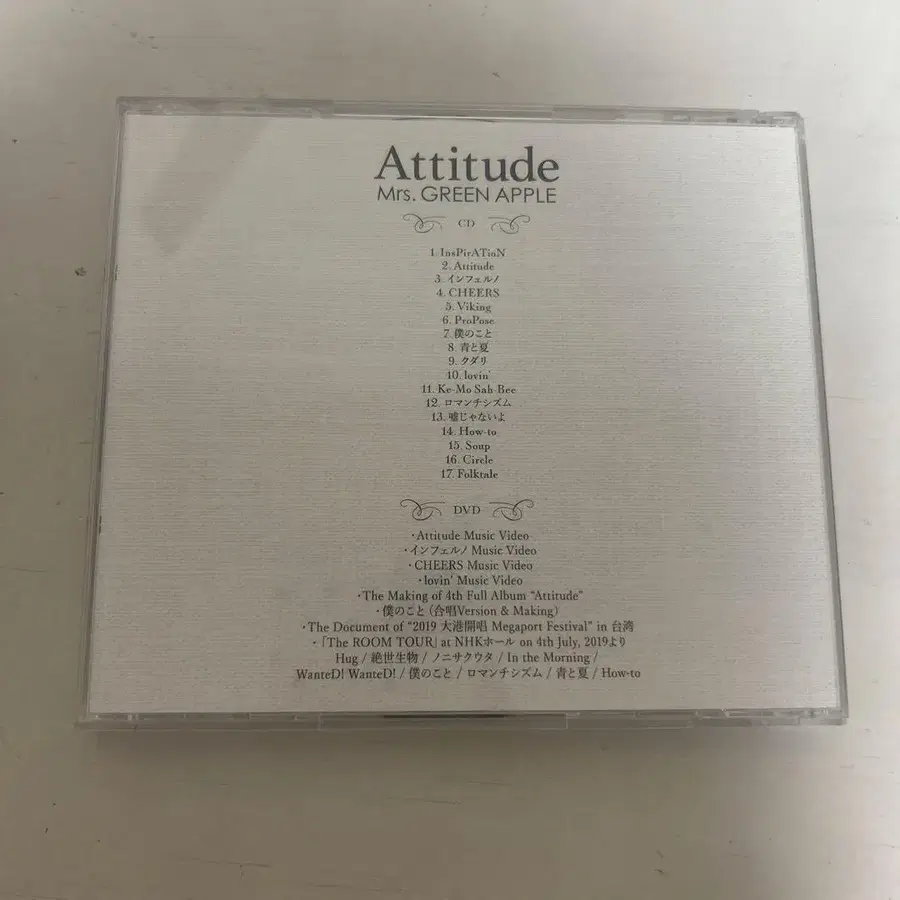 Attitude
Mrs. GREEN APPLE
CD
1. InsPirATioN
2. Attitude
3. インフェルノ
4. CHEERS
5. Viking
6. ProPose
7. 僕のこと
8. 青と夏
9. クダリ
10. lovin'
11. Ke-Mo Sah-Bee
12. ロマンチシズム
13. 嘘じゃないよ
14. How-to
15. Soup
16. Circle
17. Folktale
DVD
・Attitude Music Video
・インフェルノ Music Video
・CHEERS Music Video
・lovin' Music Video
・The Making of 4th Full Album “Attitude”
・僕のこと（合唱Version & Making）
・The Document of “2019 大港開唱 Megaport Festival” in 台湾
・「The ROOM TOUR」 at NHKホール on 4th July, 2019より
Hug / 絶世生物 / ノニサクウタ / In the Morning /
WanteD! WanteD! / 僕のこと / ロマンチシズム / 青と夏 / How-to